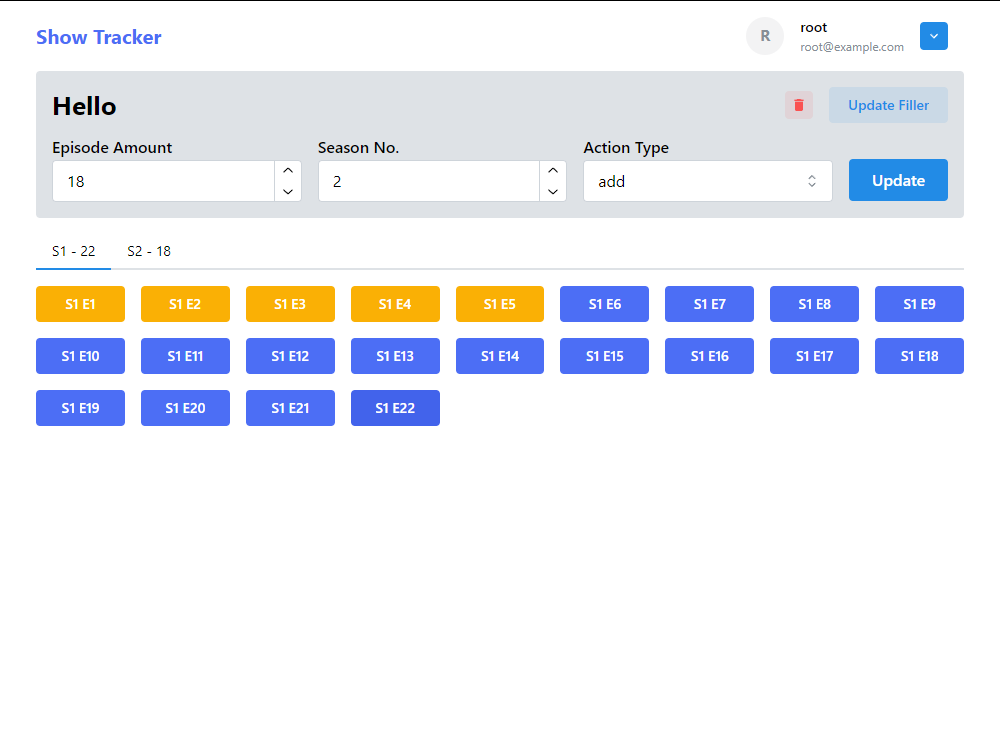 Show Tracker
R
root
root@example.com
Hello
Update Filler
Episode Amount
Season No.
Action Type
18
2
add
Update
S1 - 22
S2 - 18
S1 E1
S1 E2
S1 E3
S1 E4
S1 E5
S1 E6
S1 E7
S1 E8
S1 E9
S1 E10
S1 E11
S1 E12
S1 E13
S1 E14
S1 E15
S1 E16
S1 E17
S1 E18
S1 E19
S1 E20
S1 E21
S1 E22